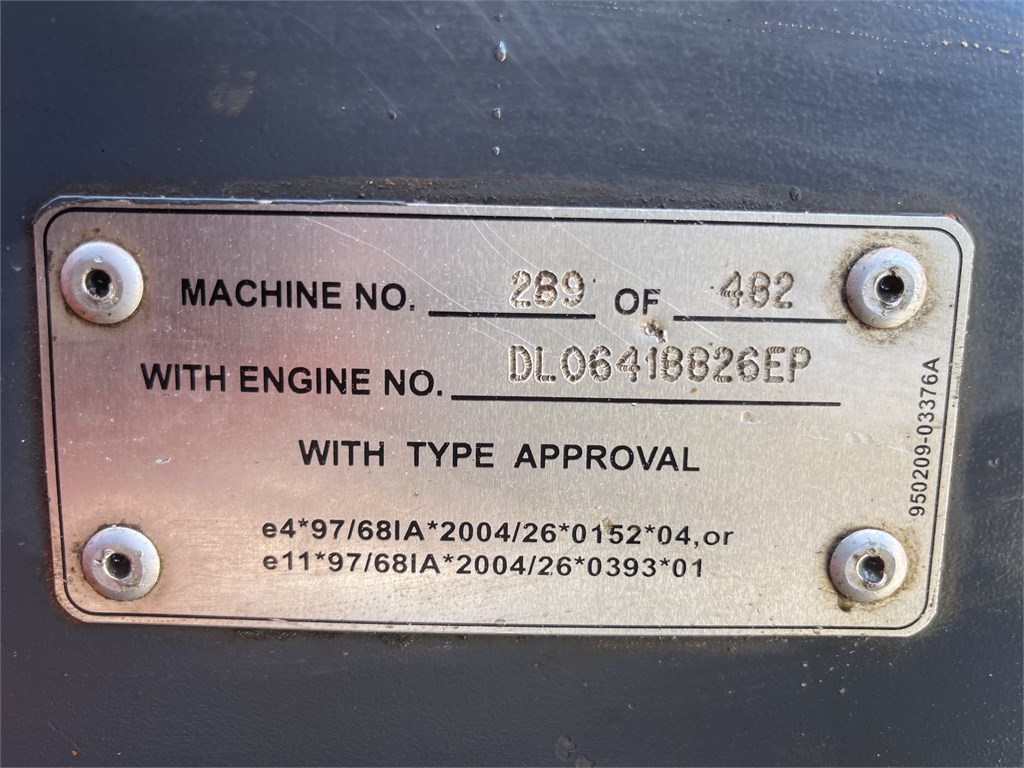 MACHINE NO. 289 OF 482
WITH ENGINE NO. DL06418826EP
WITH TYPE APPROVAL
e4*97/68IA*2004/26*0152*04,or
e11*97/68IA*2004/26*0393*01
950209-03376A